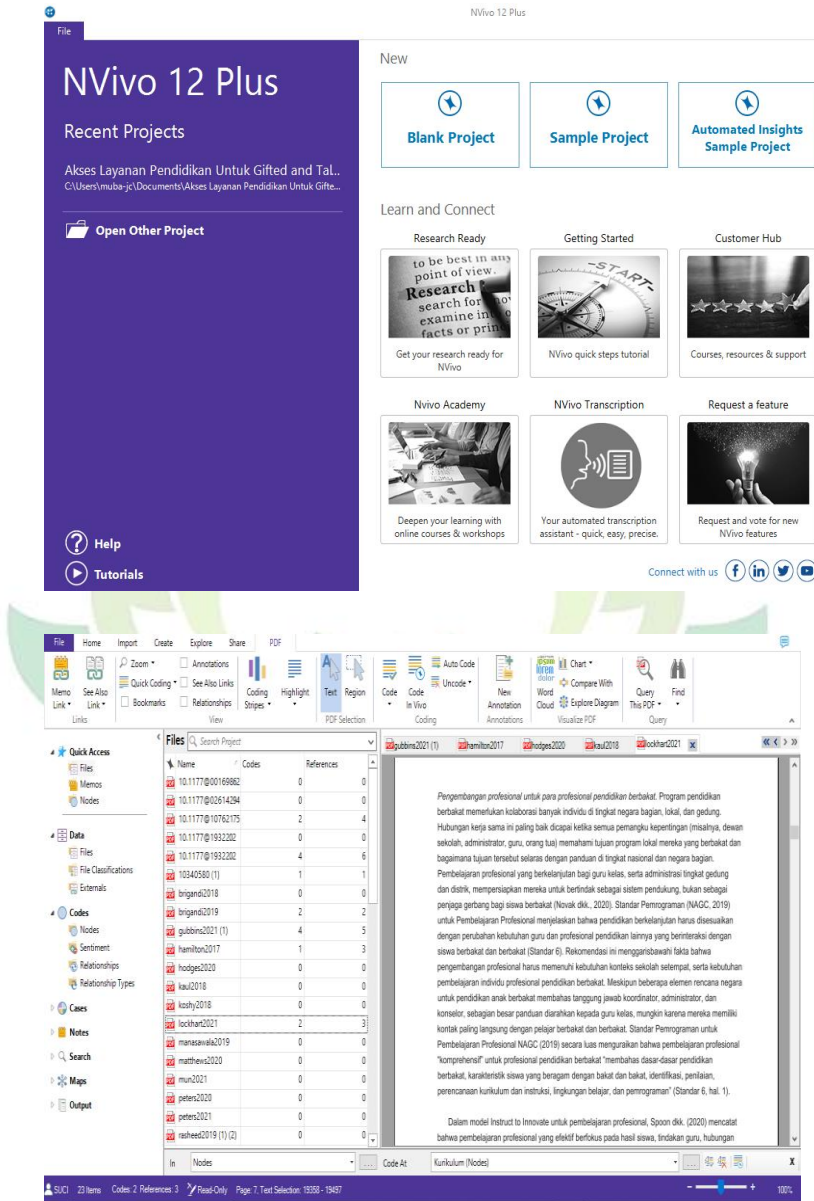 NVivo 12 Plus
File
NVivo 12 Plus
Recent Projects
Akses Layanan Pendidikan Untuk Gifted and Tal..
C:\Users\muba-jc\Documents\Akses Layanan Pendidikan Untuk Gifte...
Open Other Project
Help
Tutorials
New
Blank Project
Sample Project
Automated Insights
Sample Project
Learn and Connect
Research Ready
Getting Started
Customer Hub
to be best in any
point of view.
Research
search for
examine
facts or
START
Get your research ready for
NVivo
NVivo quick steps tutorial
Courses, resources & support
Nvivo Academy
NVivo Transcription
Request a feature
Deepen your learning with
online courses & workshops
Your automated transcription
assistant - quick, easy, precise.
Request and vote for new
NVivo features
Connect with us
File Home Import Create Explore Share PDF
Memo
Link
See Also
Link
Links
Zoom
Quick Coding
Bookmarks
Annotations
See Also Links
Relationships
View
Coding
Stripes
Highlight
Text
Region
PDF Selection
Code
Code
In Vivo
Auto Code
Uncode
Coding
New
Annotation
Annotations
Word
Cloud
Chart
Compare With
Explore Diagram
Visualize PDF
Query
This PDF
Find
Query
Quick Access
Files
Memos
Nodes
Data
Files
File Classifications
Externals
Codes
Nodes
Sentiment
Relationships
Relationship Types
Cases
Notes
Search
Maps
Output
Files Search Project
Name Codes References
10.1177@00169862 0 0
10.1177@02614294 0 0
10.1177@10762175 2 4
10.1177@1932202 0 0
10.1177@1932202 4 6
10340580 (1) 1 1
brigandi2018 0 0
brigandi2019 2 2
gubbins2021 (1) 4 5
hamilton2017 1 3
hodges2020 0 0
kaul2018 0 0
koshy2018 0 0
lockhart2021 2 3
manasawala2019 0 0
matthews2020 0 0
mun2021 0 0
peters2020 0 0
peters2021 0 0
rasheed2019 (1) (2) 0 0
gubbins2021 (1) hamilton2017 hodges2020 kaul2018 lockhart2021
Pengembangan profesional untuk para profesional pendidikan berbakat. Program pendidikan
berbakat memerlukan kolaborasi banyak individu di tingkat negara bagian, lokal, dan gedung.
Hubungan kerja sama ini paling baik dicapai ketika semua pemangku kepentingan (misalnya, dewan
sekolah, administrator, guru, orang tua) memahami tujuan program lokal mereka yang berbakat dan
bagaimana tujuan tersebut selaras dengan panduan di tingkat nasional dan negara bagian.
Pembelajaran profesional yang berkelanjutan bagi guru kelas, serta administrasi tingkat gedung
dan distrik, mempersiapkan mereka untuk bertindak sebagai sistem pendukung, bukan sebagai
penjaga gerbang bagi siswa berbakat (Novak dkk., 2020). Standar Pemrograman (NAGC, 2019)
untuk Pembelajaran Profesional menjelaskan bahwa pendidikan berkelanjutan harus disesuaikan
dengan perubahan kebutuhan guru dan profesional pendidikan lainnya yang berinteraksi dengan
siswa berbakat dan berbakat (Standar 6). Rekomendasi ini menggarisbawahi fakta bahwa
pengembangan profesional harus memenuhi kebutuhan konteks sekolah setempat, serta kebutuhan
pembelajaran individu profesional pendidikan berbakat. Meskipun beberapa elemen rencana negara
untuk pendidikan anak berbakat membahas tanggung jawab koordinator, administrator, dan
konselor, sebagian besar panduan diarahkan kepada guru kelas, mungkin karena mereka memiliki
kontak paling langsung dengan pelajar berbakat dan berbakat. Standar Pemrograman untuk
Pembelajaran Profesional NAGC (2019) secara luas menguraikan bahwa pembelajaran profesional
"komprehensif" untuk profesional pendidikan berbakat "membahas dasar-dasar pendidikan
berbakat, karakteristik siswa yang beragam dengan bakat dan bakat, identifikasi, penilaian,
perencanaan kurikulum dan instruksi, lingkungan belajar, dan pemrograman" (Standar 6, hal. 1).
Dalam model Instruct to Innovate untuk pembelajaran profesional, Spoon dkk. (2020) mencatat
bahwa pembelajaran profesional yang efektif berfokus pada hasil siswa, tindakan guru, hubungan
In Nodes Code At Kurikulum (Nodes)
SUCI 23 Items Codes: 2 References: 3 Read-Only Page: 7, Text Selection: 19358 - 19497 100%